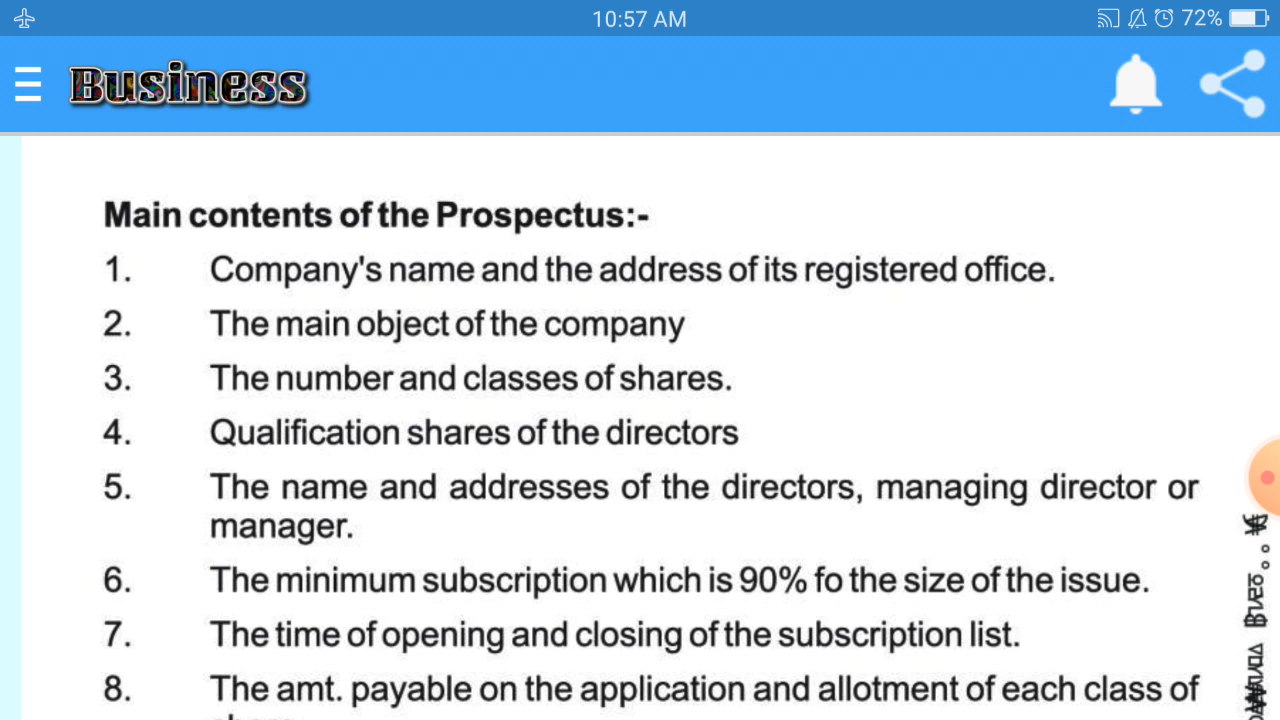 10:57 AM
72%
Business
Main contents of the Prospectus:-
1. Company's name and the address of its registered office.
2. The main object of the company
3. The number and classes of shares.
4. Qualification shares of the directors
5. The name and addresses of the directors, managing director or
manager.
6. The minimum subscription which is 90% fo the size of the issue.
7. The time of opening and closing of the subscription list.
8. The amt. payable on the application and allotment of each class of